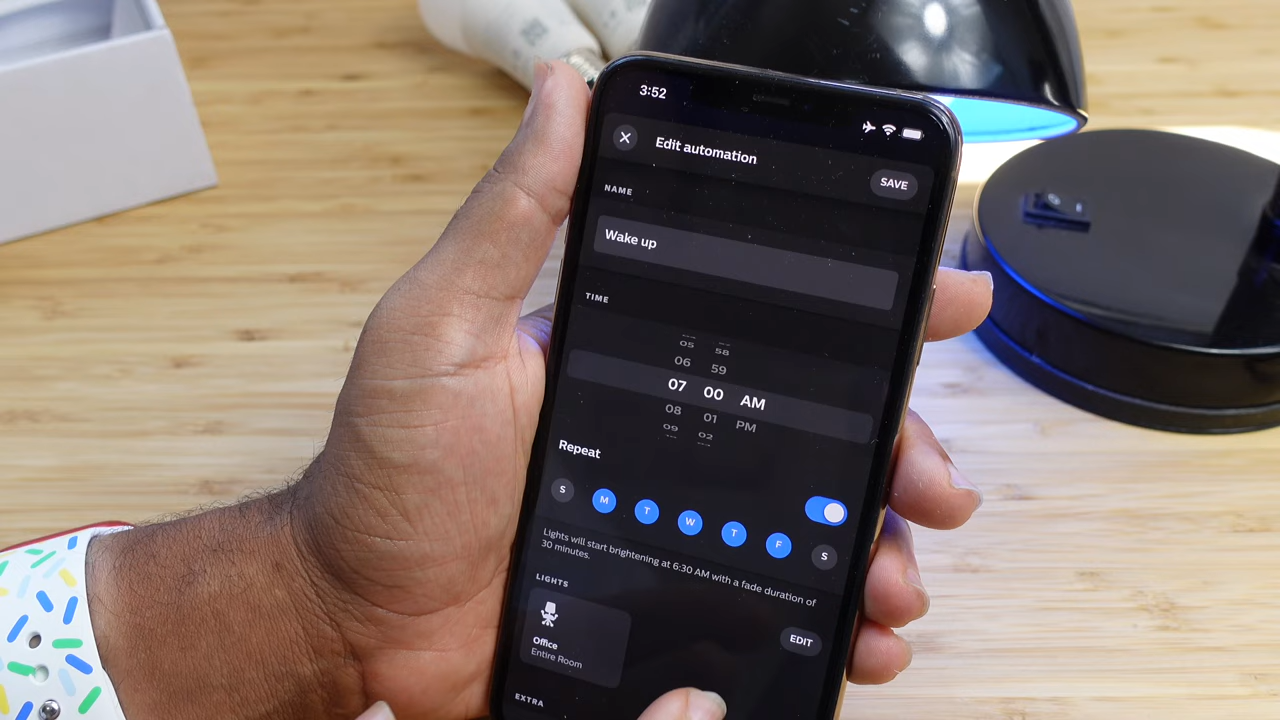 3:52
Edit automation
SAVE
NAME
Wake up
TIME
05 58
06 59
07 00 AM
08 01 PM
09 02
Repeat
S M T W T F S
Lights will start brightening at 6:30 AM with a fade duration of
30 minutes.
LIGHTS
Office
Entire Room
EDIT
EXTRA